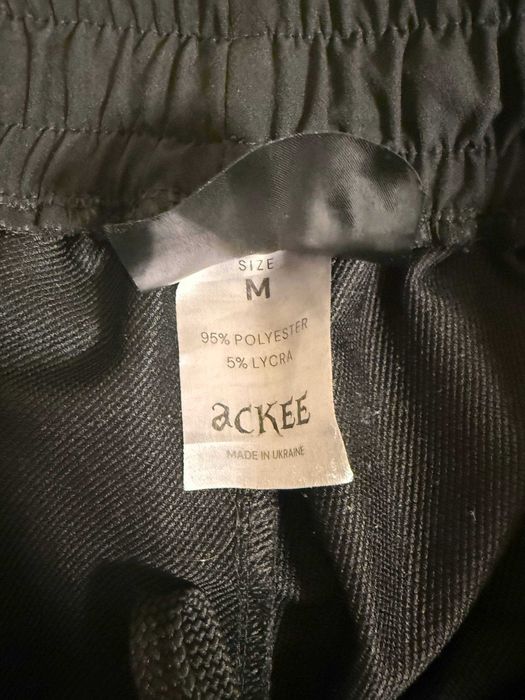 SIZE
M
95% POLYESTER
5% LYCRA
aCKEE
MADE IN UKRAINE